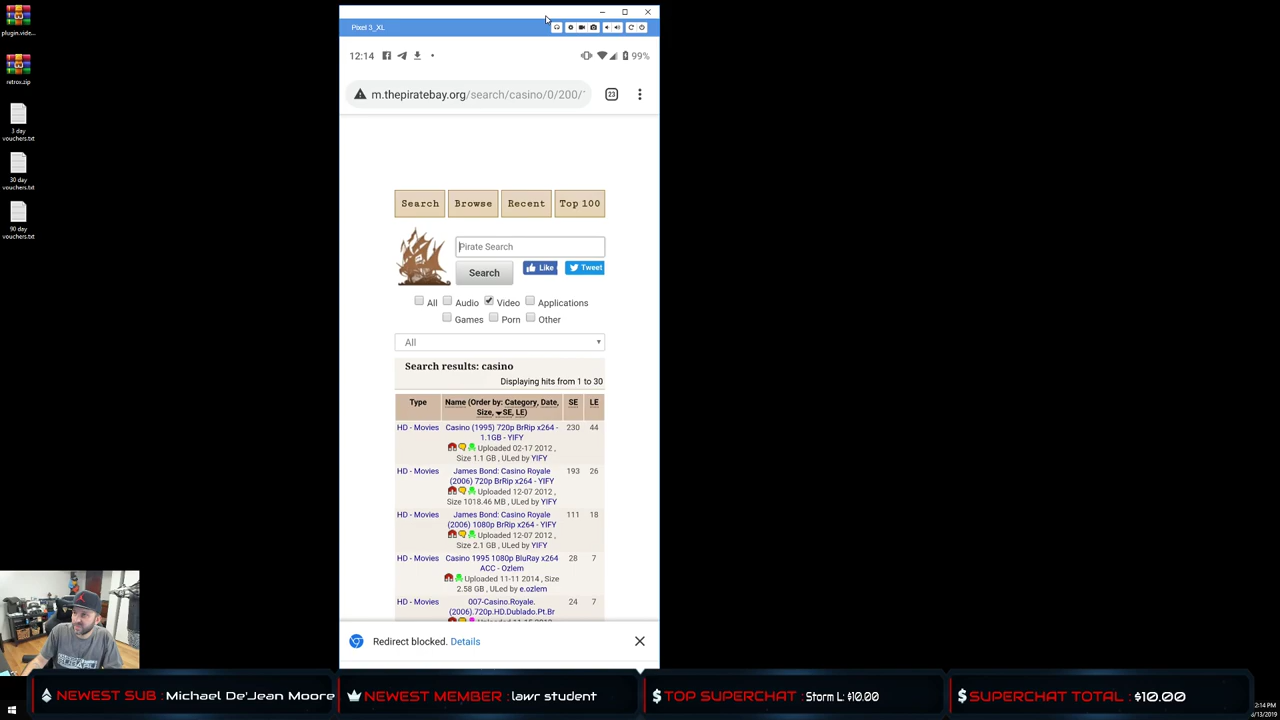 plugin.vide...
retrox.zip
3 day
vouchers.txt
30 day
vouchers.txt
90 day
vouchers.txt
Pixel 3_XL
12:14
99%
m.thepiratebay.org/search/casino/0/200/
23
Search Browse Recent Top 100
Pirate Search
Search
Like Tweet
All Audio Video Applications
Games Porn Other
All
Search results: casino
Displaying hits from 1 to 30
Type Name (Order by: Category, Date, SE LE
Size, SE, LE)
HD - Movies Casino (1995) 720p BrRip x264 - 230 44
1.1GB - YIFY
Uploaded 02-17 2012 ,
Size 1.1 GB , ULed by YIFY
HD - Movies James Bond: Casino Royale 193 26
(2006) 720p BrRip x264 - YIFY
Uploaded 12-07 2012 ,
Size 1018.46 MB , ULed by YIFY
HD - Movies James Bond: Casino Royale 111 18
(2006) 1080p BrRip x264 - YIFY
Uploaded 12-07 2012 ,
Size 2.1 GB , ULed by YIFY
HD - Movies Casino 1995 1080p BluRay x264 28 7
ACC - Ozlem
Uploaded 11-11 2014 , Size
2.58 GB , ULed by e.ozlem
HD - Movies 007-Casino.Royale. 24 7
(2006).720p.HD.Dublado.Pt.Br
Redirect blocked. Details
NEWEST SUB : Michael De'Jean Moore
NEWEST MEMBER : lawr student
$ TOP SUPERCHAT : Storm L: $10.00
$ SUPERCHAT TOTAL : $10.00
2:14 PM
/13/2019